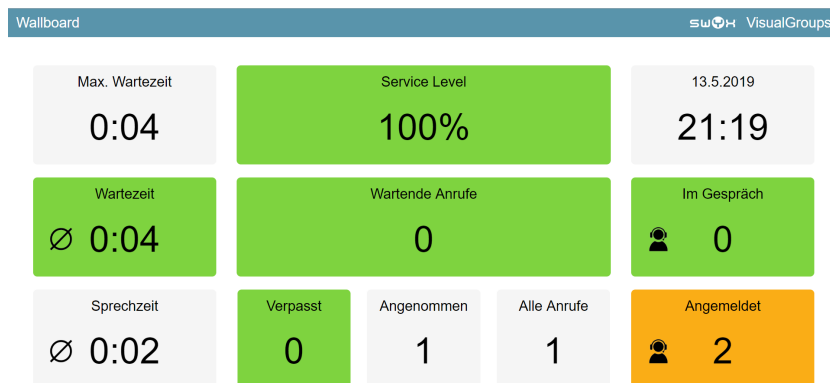 Wallboard
swyx VisualGroups
Max. Wartezeit
0:04
Service Level
100%
13.5.2019
21:19
Wartezeit
Ø 0:04
Wartende Anrufe
0
Im Gespräch
0
Sprechzeit
Ø 0:02
Verpasst
0
Angenommen
1
Alle Anrufe
1
Angemeldet
2